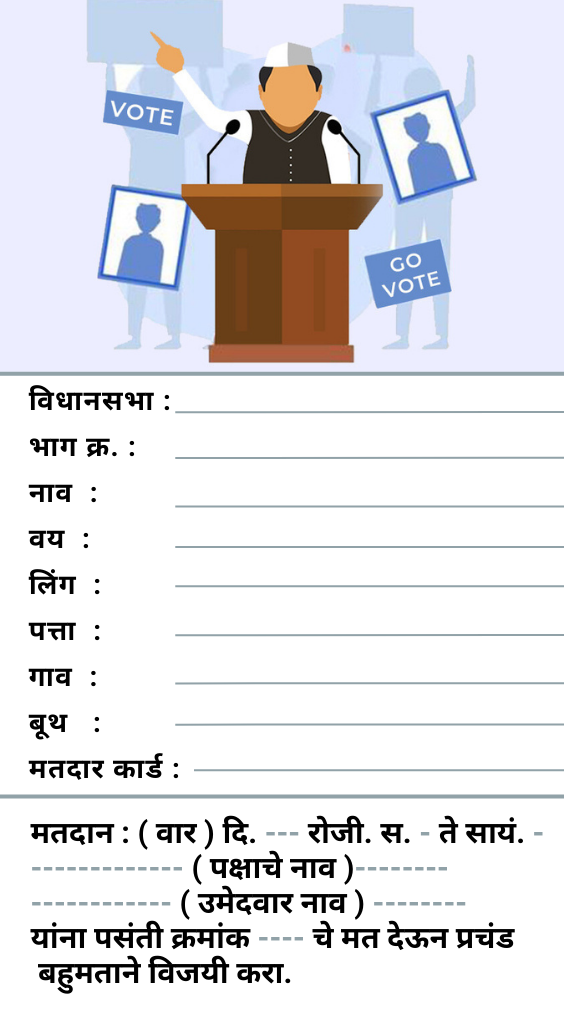 VOTE
GO
VOTE
विधानसभा :
भाग क्र. :
नाव :
वय :
लिंग :
पत्ता :
गाव :
बूथ :
मतदार कार्ड :
मतदान : ( वार ) दि. --- रोजी. स. - ते सायं. -
------------- ( पक्षाचे नाव )--------
------------ ( उमेदवार नाव ) --------
यांना पसंती क्रमांक ---- चे मत देऊन प्रचंड
बहुमताने विजयी करा.